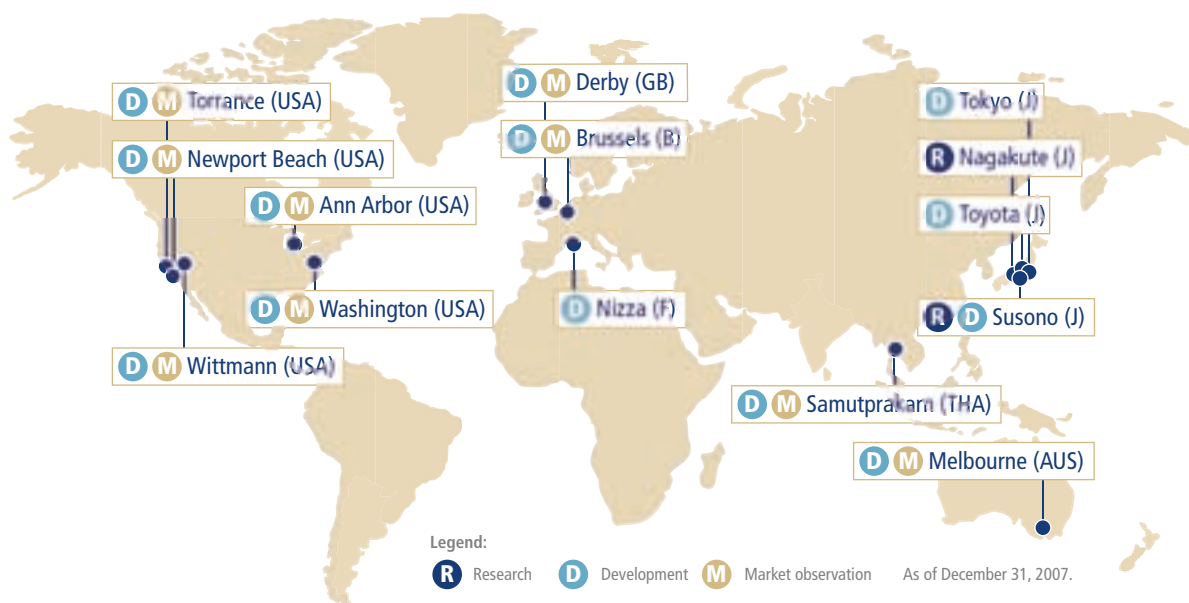 D M Torrance (USA)
D M Newport Beach (USA)
D M Ann Arbor (USA)
D M Washington (USA)
D M Wittmann (USA)
D M Derby (GB)
D M Brussels (B)
D Nizza (F)
D Tokyo (J)
R Nagakute (J)
D Toyota (J)
R D Susono (J)
D M Samutprakarn (THA)
D M Melbourne (AUS)
Legend:
R Research D Development M Market observation As of December 31, 2007.